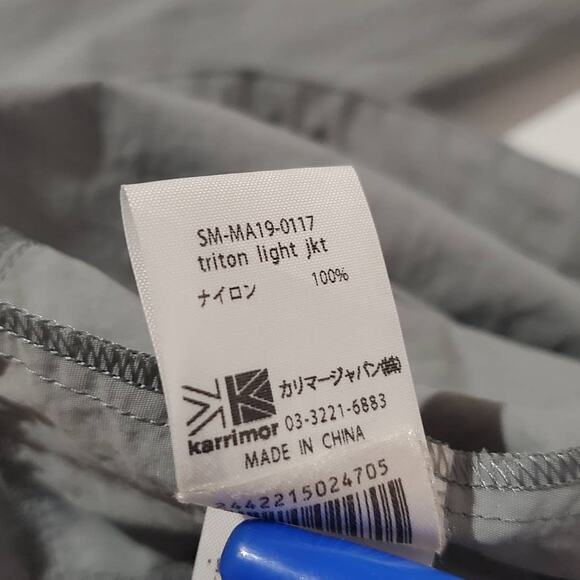 SM-MA19-0117
triton light jkt
ナイロン 100%
カリマージャパン㈱
03-3221-6883
karrimor
MADE IN CHINA
442215024705